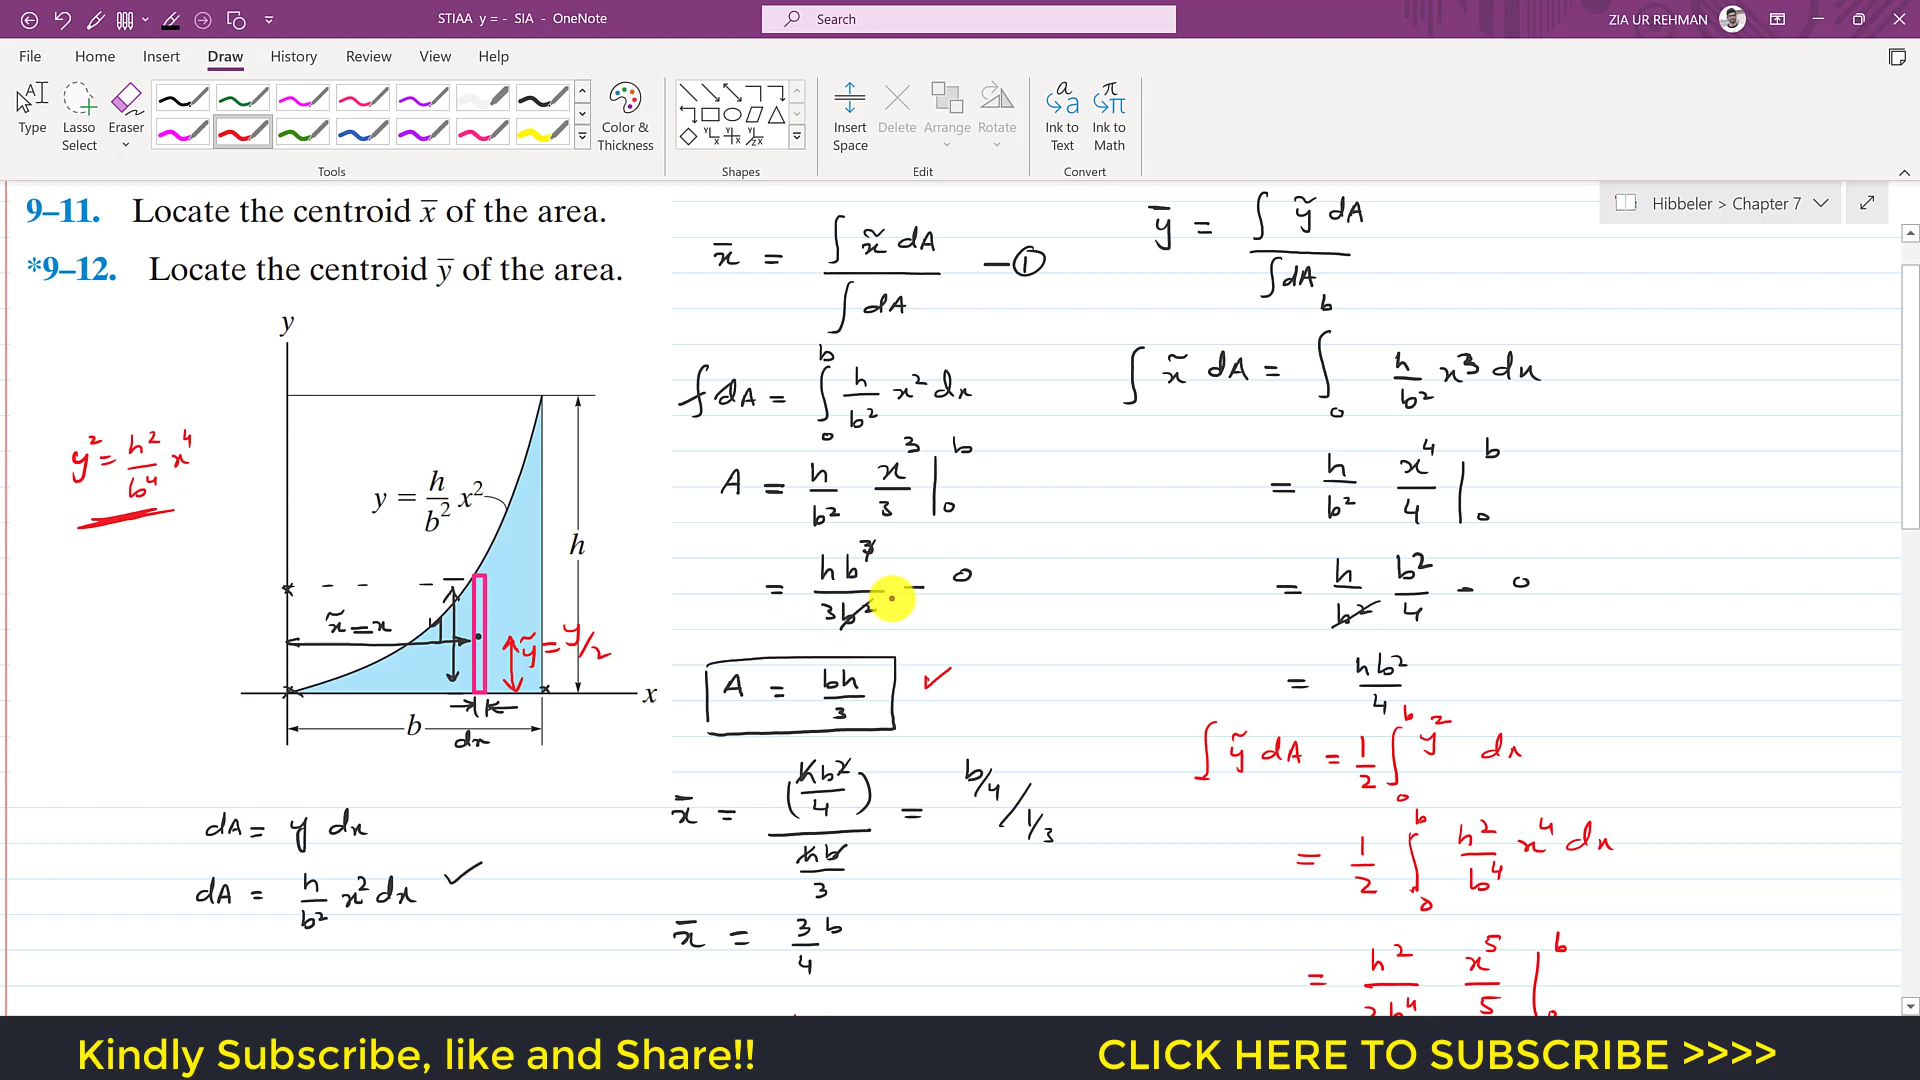 STIAA y = - SIA - OneNote
Search
ZIA UR REHMAN
File Home Insert Draw History Review View Help
Type
Lasso Select
Eraser
Color & Thickness
Insert Space
Delete
Arrange
Rotate
Ink to Text
Ink to Math
Tools
Shapes
Edit
Convert
Hibbeler > Chapter 7
9–11. Locate the centroid x̄ of the area.
*9–12. Locate the centroid ȳ of the area.
y
y² = h²/b⁴ x⁴
y = h/b² x²
h
x̃ = x
ỹ = y/2
x
b
dx
dA = y dx
dA = h/b² x² dx ✓
x̄ = ∫ x̃ dA / ∫ dA — ①
∫ dA = ∫₀ᵇ h/b² x² dx
A = h/b² x³/3 |₀ᵇ
= hb³/3b² - 0
A = bh/3 ✓
x̄ = (hb²/4) / (hb/3) = b/4 / 1/3
x̄ = 3/4 b
ȳ = ∫ ỹ dA / ∫ dA
∫ x̃ dA = ∫₀ᵇ h/b² x³ dx
= h/b² x⁴/4 |₀ᵇ
= h/b² b²/4 - 0
= hb²/4
∫ ỹ dA = 1/2 ∫₀ᵇ y² dx
= 1/2 ∫₀ᵇ h²/b⁴ x⁴ dx
= h²/2b⁴ x⁵/5 |₀ᵇ
Kindly Subscribe, like and Share!!
CLICK HERE TO SUBSCRIBE >>>>